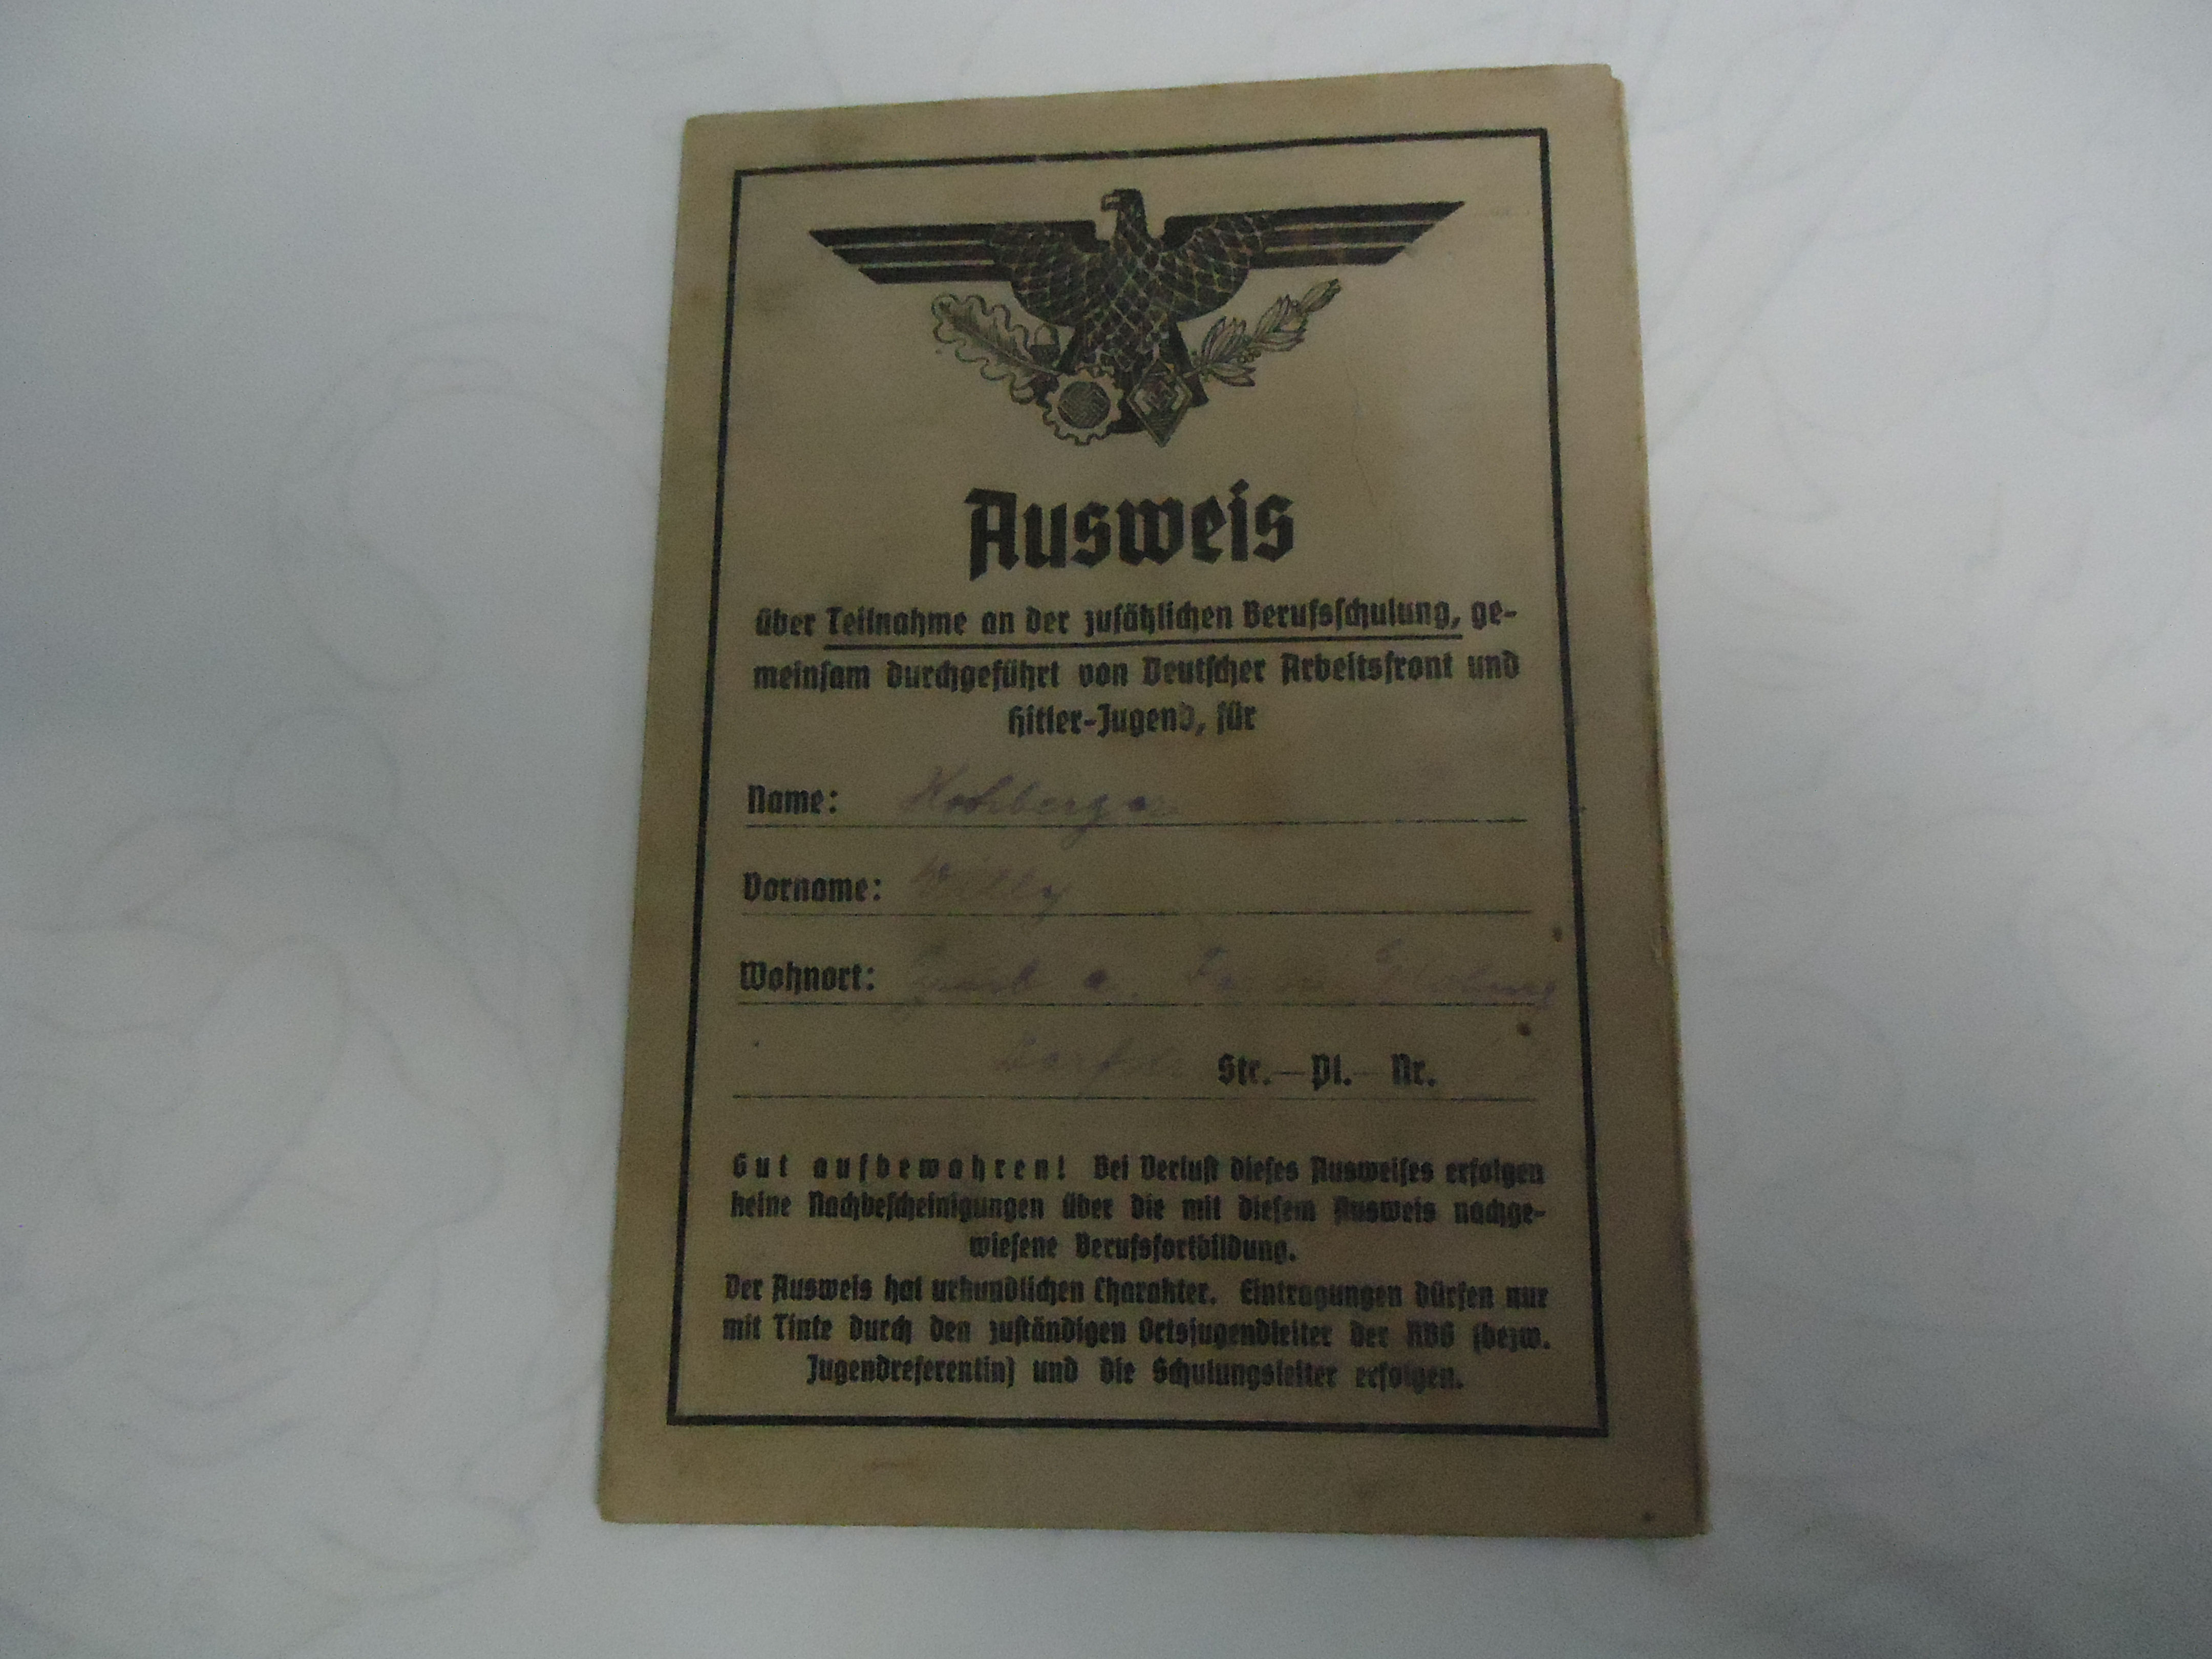 Ausweis
über Teilnahme an der zusätzlichen Berufsschulung, ge-
meinsam durchgeführt von Deutscher Arbeitsfront und
Hitler-Jugend, für
Name:
Vorname: Willy
Wohnort:
Str.—Pl.— Nr.
Gut aufbewahren! Bei Verlust dieses Ausweises erfolgen
keine Nachbescheinigungen über die mit diesem Ausweis nachge-
wiesene Berufsfortbildung.
Der Ausweis hat urkundlichen Charakter. Eintragungen dürfen nur
mit Tinte durch den zuständigen Ortsjugendleiter der RBG (bezw.
Jugendreferentin) und die Schulungsleiter erfolgen.